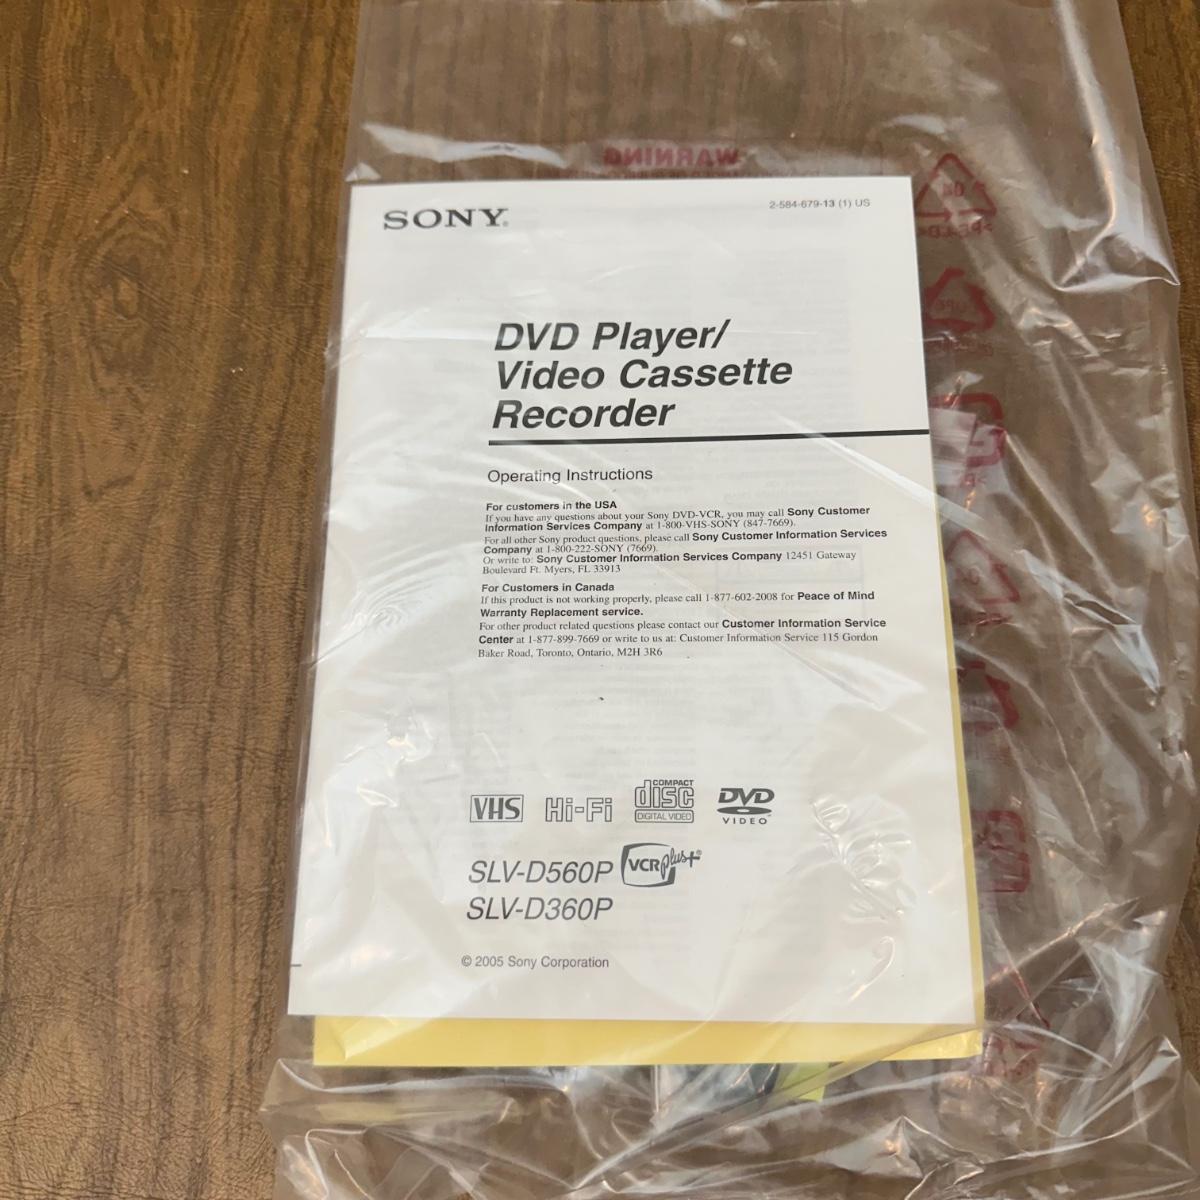 WARNING
SONY®
2-584-679-13 (1) US
DVD Player/
Video Cassette
Recorder
Operating Instructions
For customers in the USA
If you have any questions about your Sony DVD-VCR, you may call Sony Customer
Information Services Company at 1-800-VHS-SONY (847-7669).
For all other Sony product questions, please call Sony Customer Information Services
Company at 1-800-222-SONY (7669).
Or write to: Sony Customer Information Services Company 12451 Gateway
Boulevard Ft. Myers, FL 33913
For Customers in Canada
If this product is not working properly, please call 1-877-602-2008 for Peace of Mind
Warranty Replacement service.
For other product related questions please contact our Customer Information Service
Center at 1-877-899-7669 or write to us at: Customer Information Service 115 Gordon
Baker Road, Toronto, Ontario, M2H 3R6
VHS Hi-Fi COMPACT disc DIGITAL VIDEO DVD VIDEO
SLV-D560P VCR plus+®
SLV-D360P
© 2005 Sony Corporation